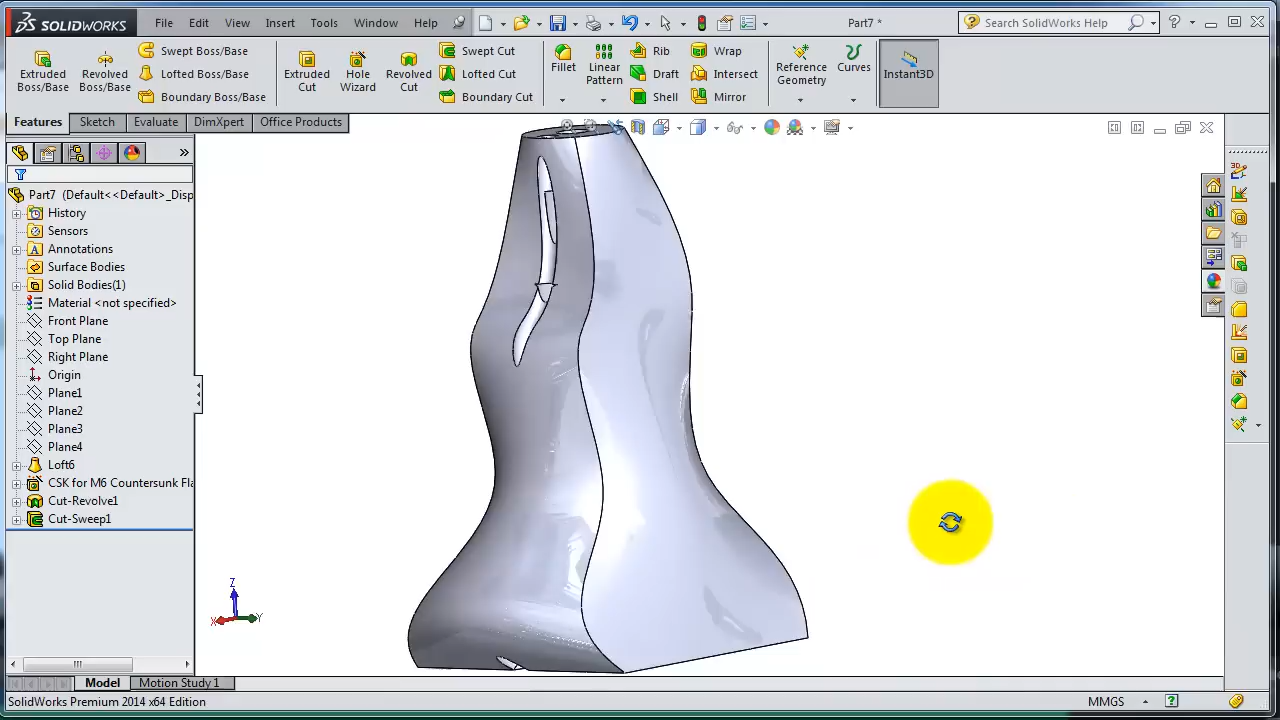 SOLIDWORKS File Edit View Insert Tools Window Help Part7 * Search SolidWorks Help
Extruded Boss/Base
Revolved Boss/Base
Swept Boss/Base
Lofted Boss/Base
Boundary Boss/Base
Extruded Cut
Hole Wizard
Revolved Cut
Swept Cut
Lofted Cut
Boundary Cut
Fillet
Linear Pattern
Rib
Draft
Shell
Wrap
Intersect
Mirror
Reference Geometry
Curves
Instant3D
Features Sketch Evaluate DimXpert Office Products
Part7 (Default<<Default>_Disp
History
Sensors
Annotations
Surface Bodies
Solid Bodies(1)
Material <not specified>
Front Plane
Top Plane
Right Plane
Origin
Plane1
Plane2
Plane3
Plane4
Loft6
CSK for M6 Countersunk Fla
Cut-Revolve1
Cut-Sweep1
Z
X Y
Model Motion Study 1
SolidWorks Premium 2014 x64 Edition MMGS